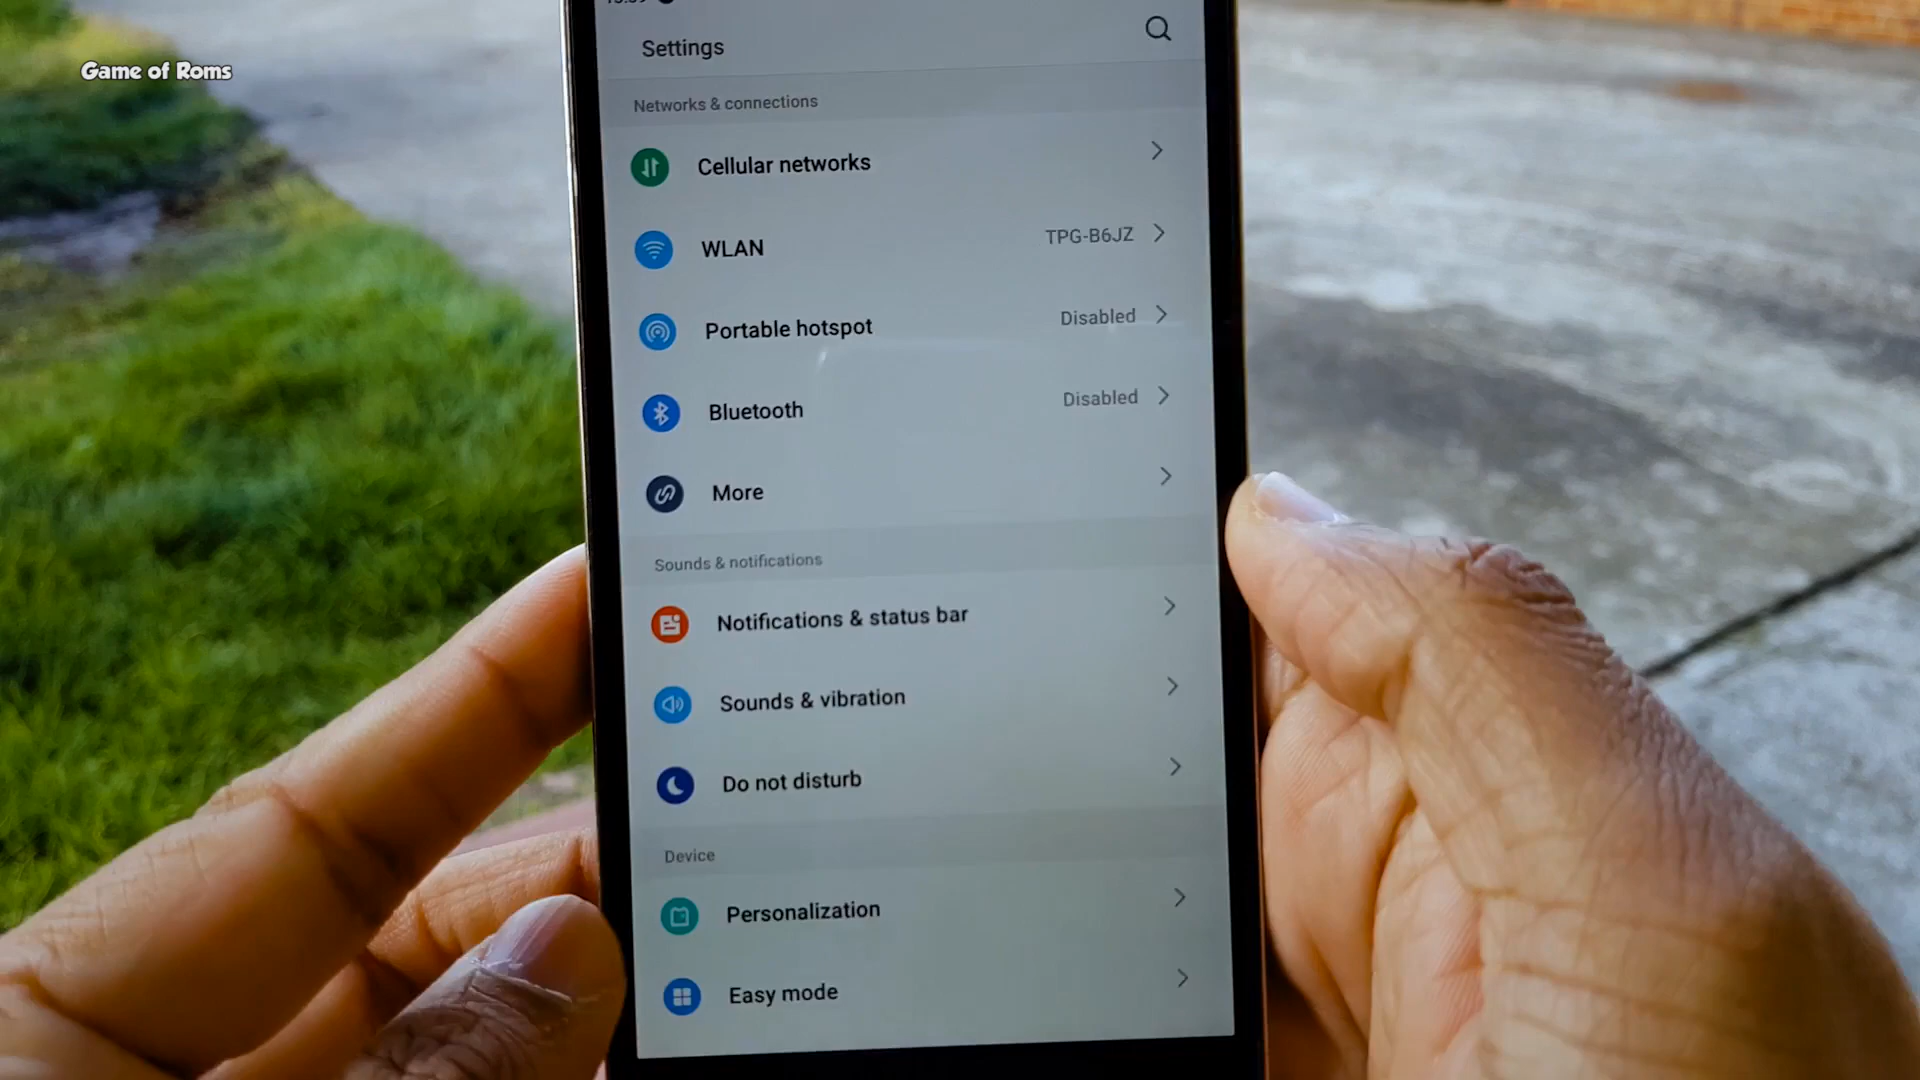 Game of Roms
Settings
Networks & connections
Cellular networks
WLAN TPG-B6JZ
Portable hotspot Disabled
Bluetooth Disabled
More
Sounds & notifications
Notifications & status bar
Sounds & vibration
Do not disturb
Device
Personalization
Easy mode